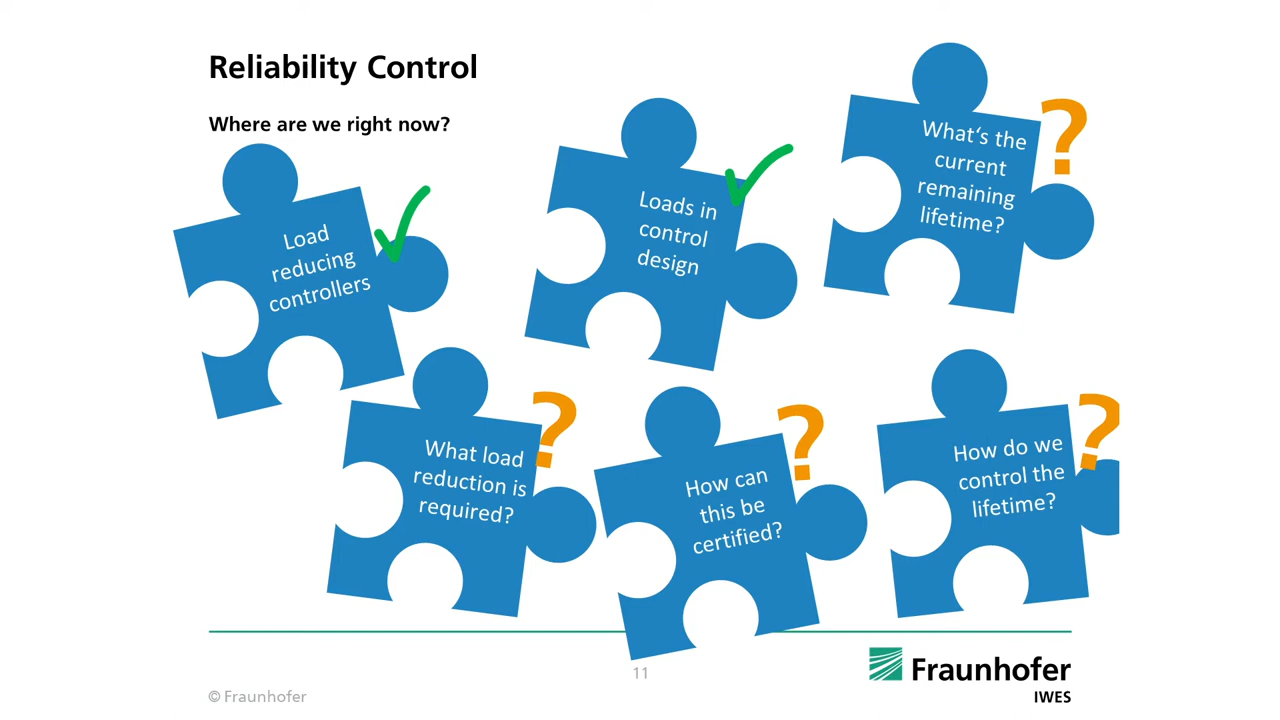 Reliability Control
Where are we right now?
Load
reducing
controllers
Loads in
control
design
What‘s the
current
remaining
lifetime?
?
What load
reduction is
required?
?
How can
this be
certified?
?
How do we
control the
lifetime?
?
11
© Fraunhofer
Fraunhofer
IWES